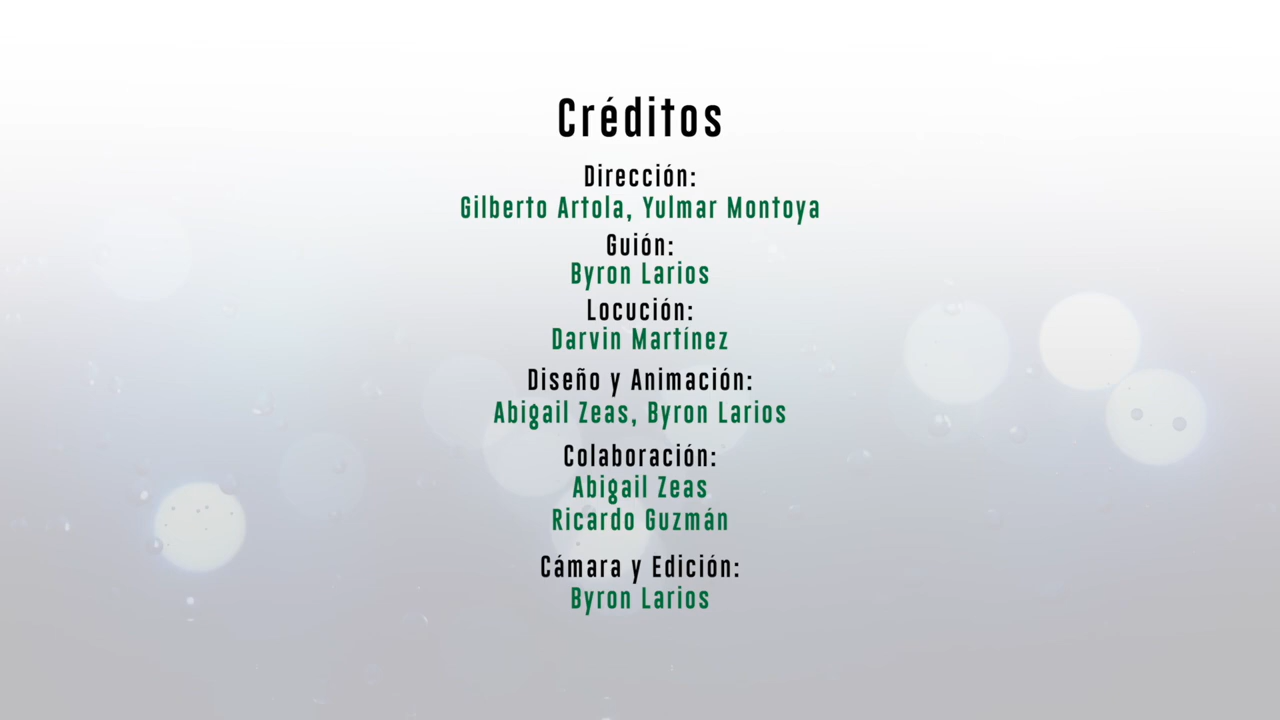 Créditos
Dirección:
Gilberto Artola, Yulmar Montoya
Guión:
Byron Larios
Locución:
Darvin Martínez
Diseño y Animación:
Abigail Zeas, Byron Larios
Colaboración:
Abigail Zeas
Ricardo Guzmán
Cámara y Edición:
Byron Larios